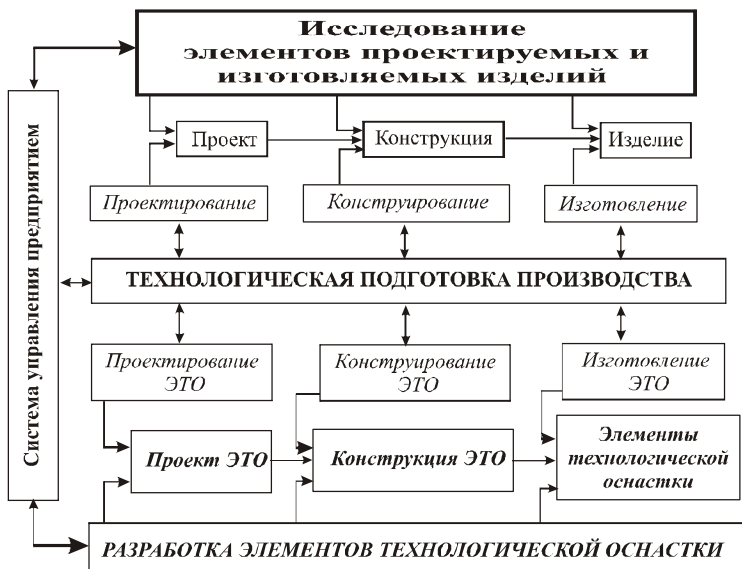 Исследование
элементов проектируемых и
изготовляемых изделий
Система управления предприятием
Проект
Конструкция
Изделие
Проектирование
Конструирование
Изготовление
ТЕХНОЛОГИЧЕСКАЯ ПОДГОТОВКА ПРОИЗВОДСТВА
Проектирование
ЭТО
Конструирование
ЭТО
Изготовление
ЭТО
Проект ЭТО
Конструкция ЭТО
Элементы
технологической
оснастки
РАЗРАБОТКА ЭЛЕМЕНТОВ ТЕХНОЛОГИЧЕСКОЙ ОСНАСТКИ